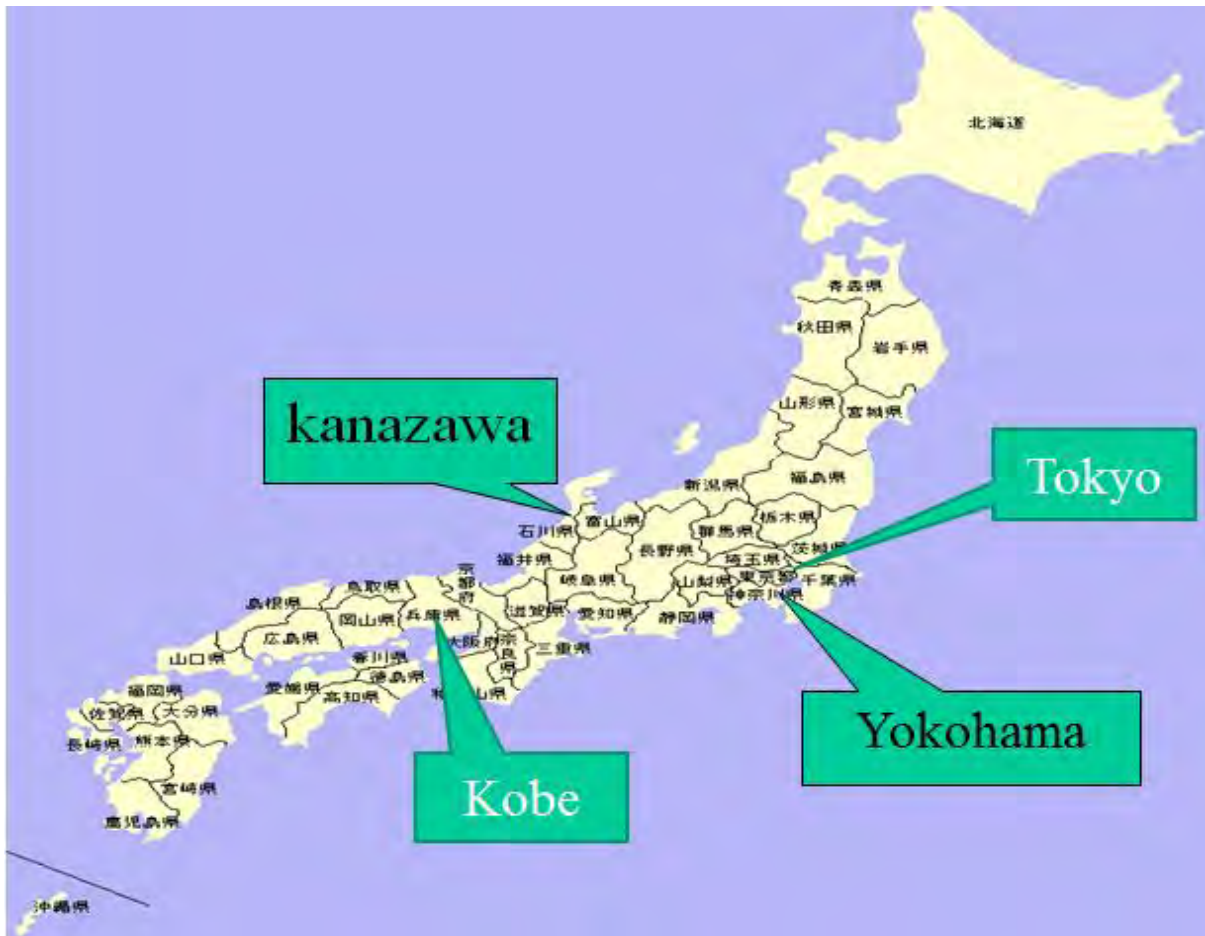 北海道
青森県
秋田県
岩手県
山形県
宮城県
kanazawa
Tokyo
新潟県
福島県
石川県
富山県
栃木県
群馬県
長野県
茨城県
福井県
埼玉県
京都府
岐阜県
山梨県
東京都
千葉県
神奈川県
鳥取県
島根県
岡山県
兵庫県
滋賀県
愛知県
静岡県
広島県
大阪府
奈良県
三重県
山口県
香川県
徳島県
福岡県
愛媛県
高知県
山県
佐賀県
大分県
長崎県
熊本県
宮崎県
鹿児島県
Yokohama
Kobe
沖縄県